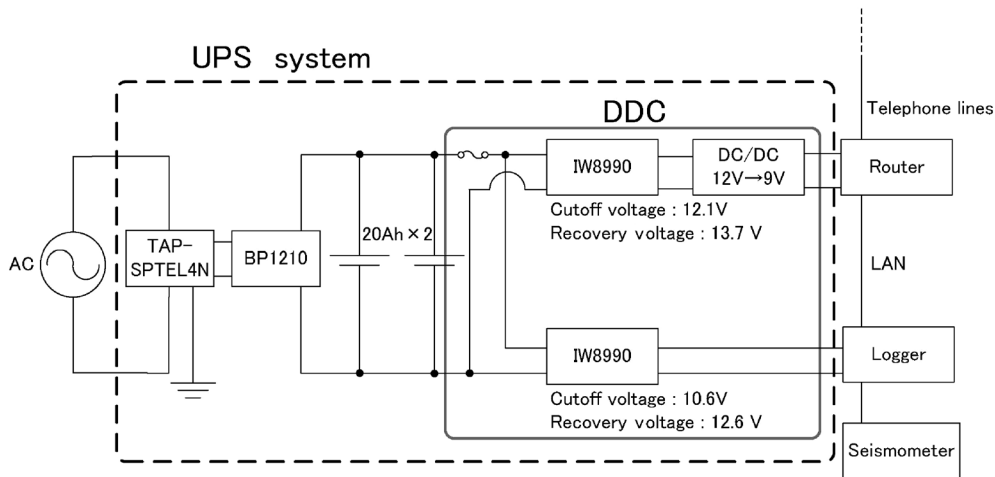 UPS system
DDC
Telephone lines
IW8990
DC/DC
12V→9V
Router
Cutoff voltage : 12.1V
Recovery voltage : 13.7 V
AC
TAP-
SPTEL4N
BP1210
20Ah×2
LAN
IW8990
Logger
Cutoff voltage : 10.6V
Recovery voltage : 12.6 V
Seismometer